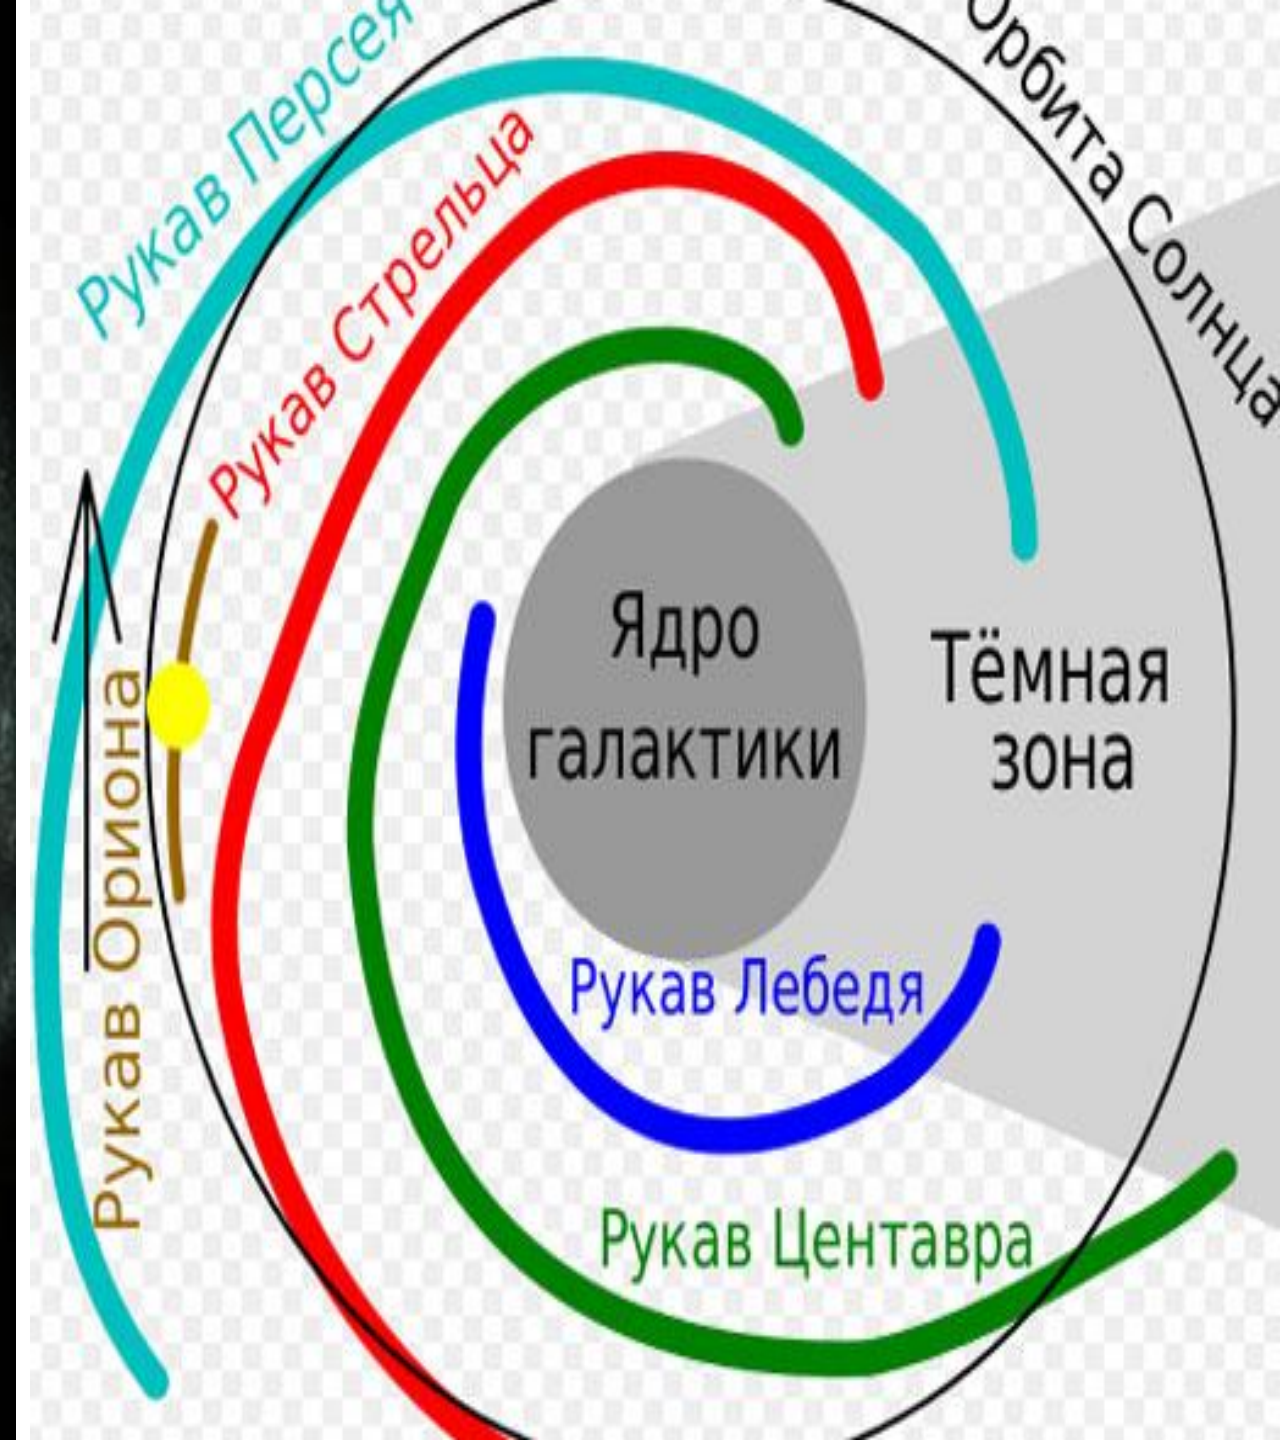 Рукав Персея
Орбита Солнца
Рукав Стрельца
Ядро
галактики
Тёмная
зона
Рукав Ориона
Рукав Лебедя
Рукав Центавра